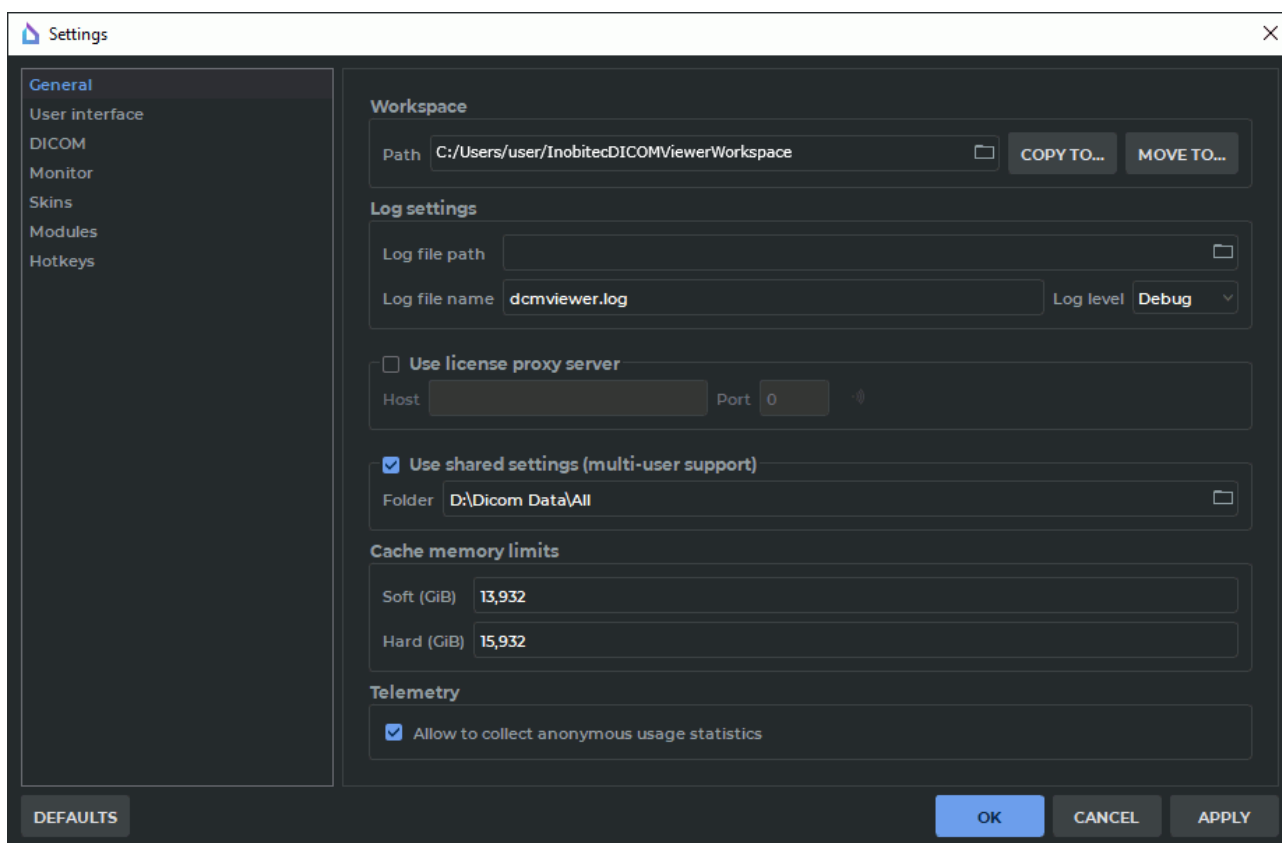 Settings
General
User interface
DICOM
Monitor
Skins
Modules
Hotkeys
Workspace
Path C:/Users/user/InobitecDICOMViewerWorkspace COPY TO... MOVE TO...
Log settings
Log file path
Log file name dcmviewer.log Log level Debug
Use license proxy server
Host Port 0
Use shared settings (multi-user support)
Folder D:\Dicom Data\All
Cache memory limits
Soft (GiB) 13,932
Hard (GiB) 15,932
Telemetry
Allow to collect anonymous usage statistics
DEFAULTS OK CANCEL APPLY